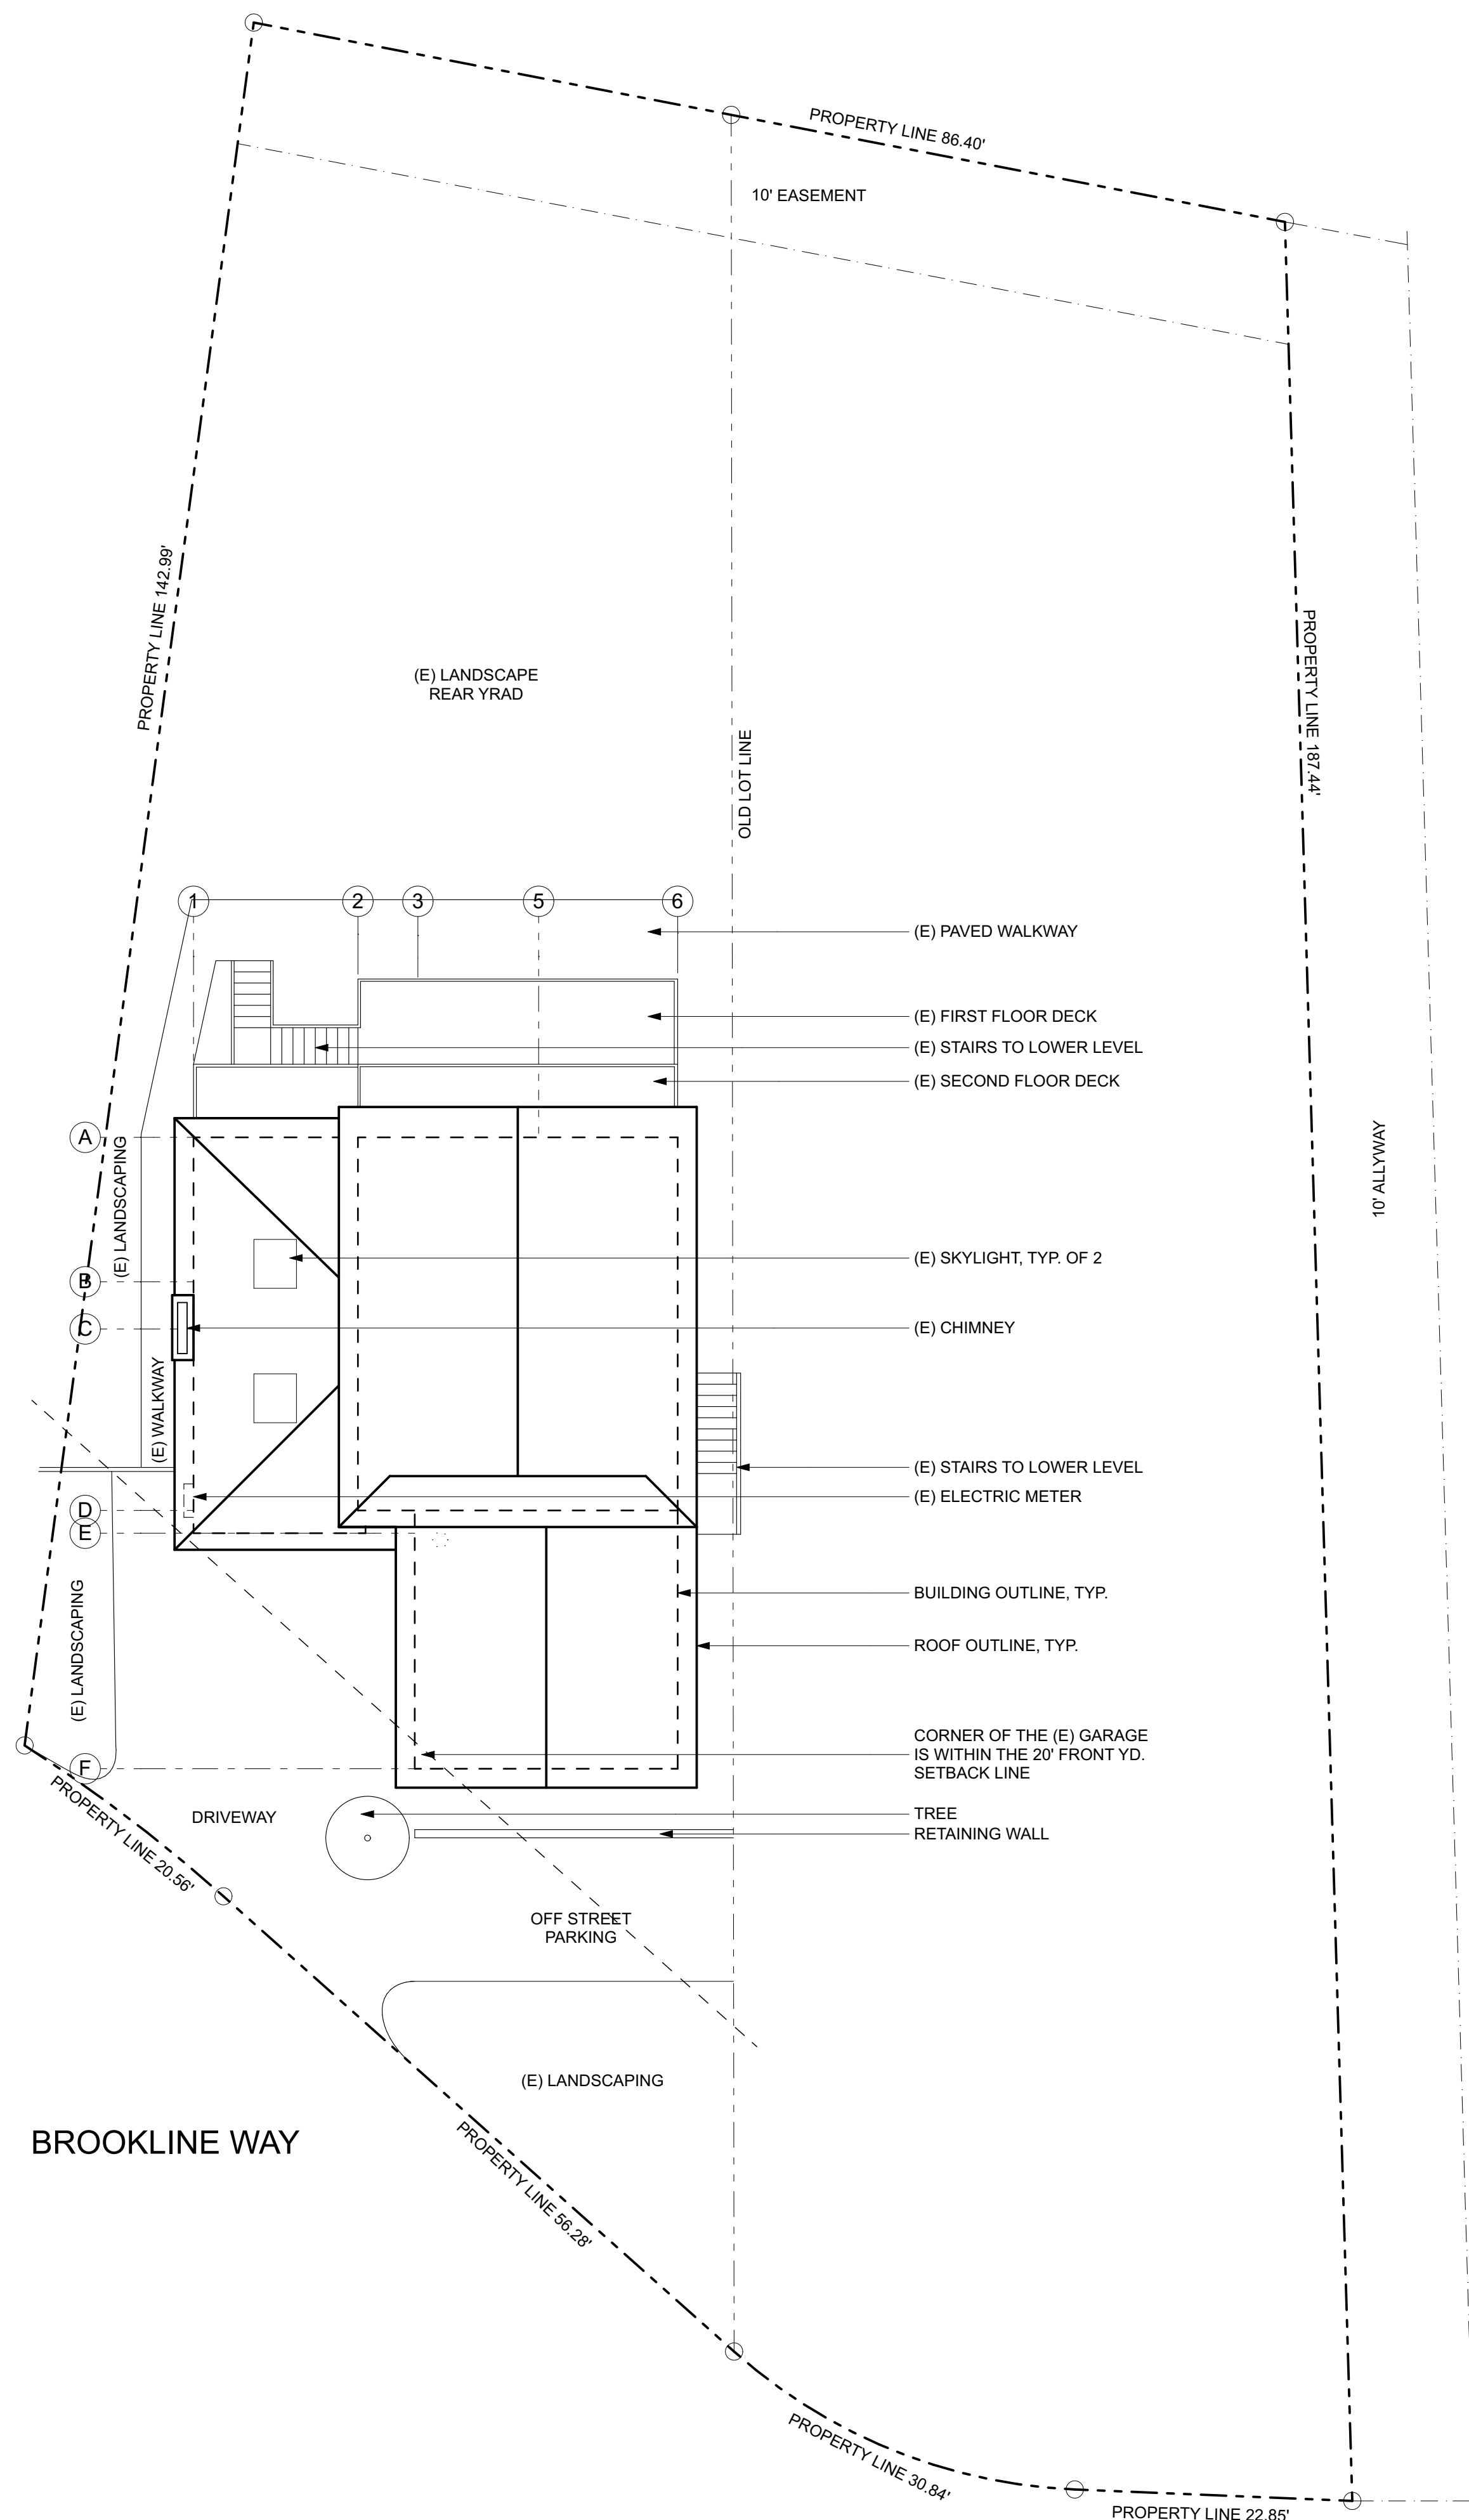 PROPERTY LINE 86.40'
10' EASEMENT
PROPERTY LINE 142.99'
PROPERTY LINE 187.44'
(E) LANDSCAPE
REAR YRAD
OLD LOT LINE
1
2
3
5
6
(E) PAVED WALKWAY
(E) FIRST FLOOR DECK
(E) STAIRS TO LOWER LEVEL
(E) SECOND FLOOR DECK
A
(E) LANDSCAPING
10' ALLYWAY
B
(E) SKYLIGHT, TYP. OF 2
C
(E) CHIMNEY
(E) WALKWAY
(E) STAIRS TO LOWER LEVEL
(E) ELECTRIC METER
D
E
(E) LANDSCAPING
BUILDING OUTLINE, TYP.
ROOF OUTLINE, TYP.
CORNER OF THE (E) GARAGE
IS WITHIN THE 20' FRONT YD.
SETBACK LINE
F
PROPERTY LINE 20.56'
DRIVEWAY
TREE
RETAINING WALL
OFF STREET
PARKING
(E) LANDSCAPING
BROOKLINE WAY
PROPERTY LINE 56.28'
PROPERTY LINE 30.84'
PROPERTY LINE 22.85'